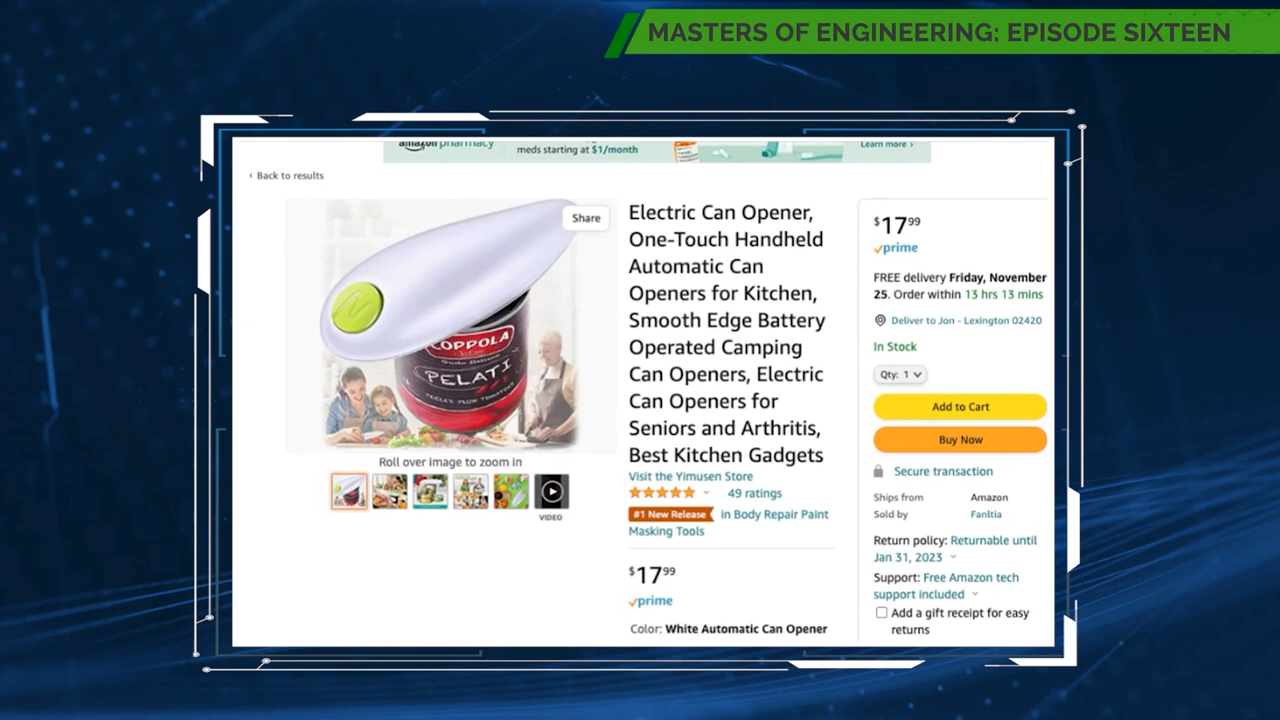 MASTERS OF ENGINEERING: EPISODE SIXTEEN
amazon pharmacy
meds starting at $1/month
Learn more ›
‹ Back to results
Share
COPPOLA
PELATI
Roll over image to zoom in
VIDEO
Electric Can Opener,
One-Touch Handheld
Automatic Can
Openers for Kitchen,
Smooth Edge Battery
Operated Camping
Can Openers, Electric
Can Openers for
Seniors and Arthritis,
Best Kitchen Gadgets
Visit the Yimusen Store
49 ratings
#1 New Release in Body Repair Paint
Masking Tools
$1799
prime
Color: White Automatic Can Opener
$1799
prime
FREE delivery Friday, November
25. Order within 13 hrs 13 mins
Deliver to Jon - Lexington 02420
In Stock
Qty: 1
Add to Cart
Buy Now
Secure transaction
Ships from Amazon
Sold by Fanltia
Return policy: Returnable until
Jan 31, 2023
Support: Free Amazon tech
support included
Add a gift receipt for easy
returns